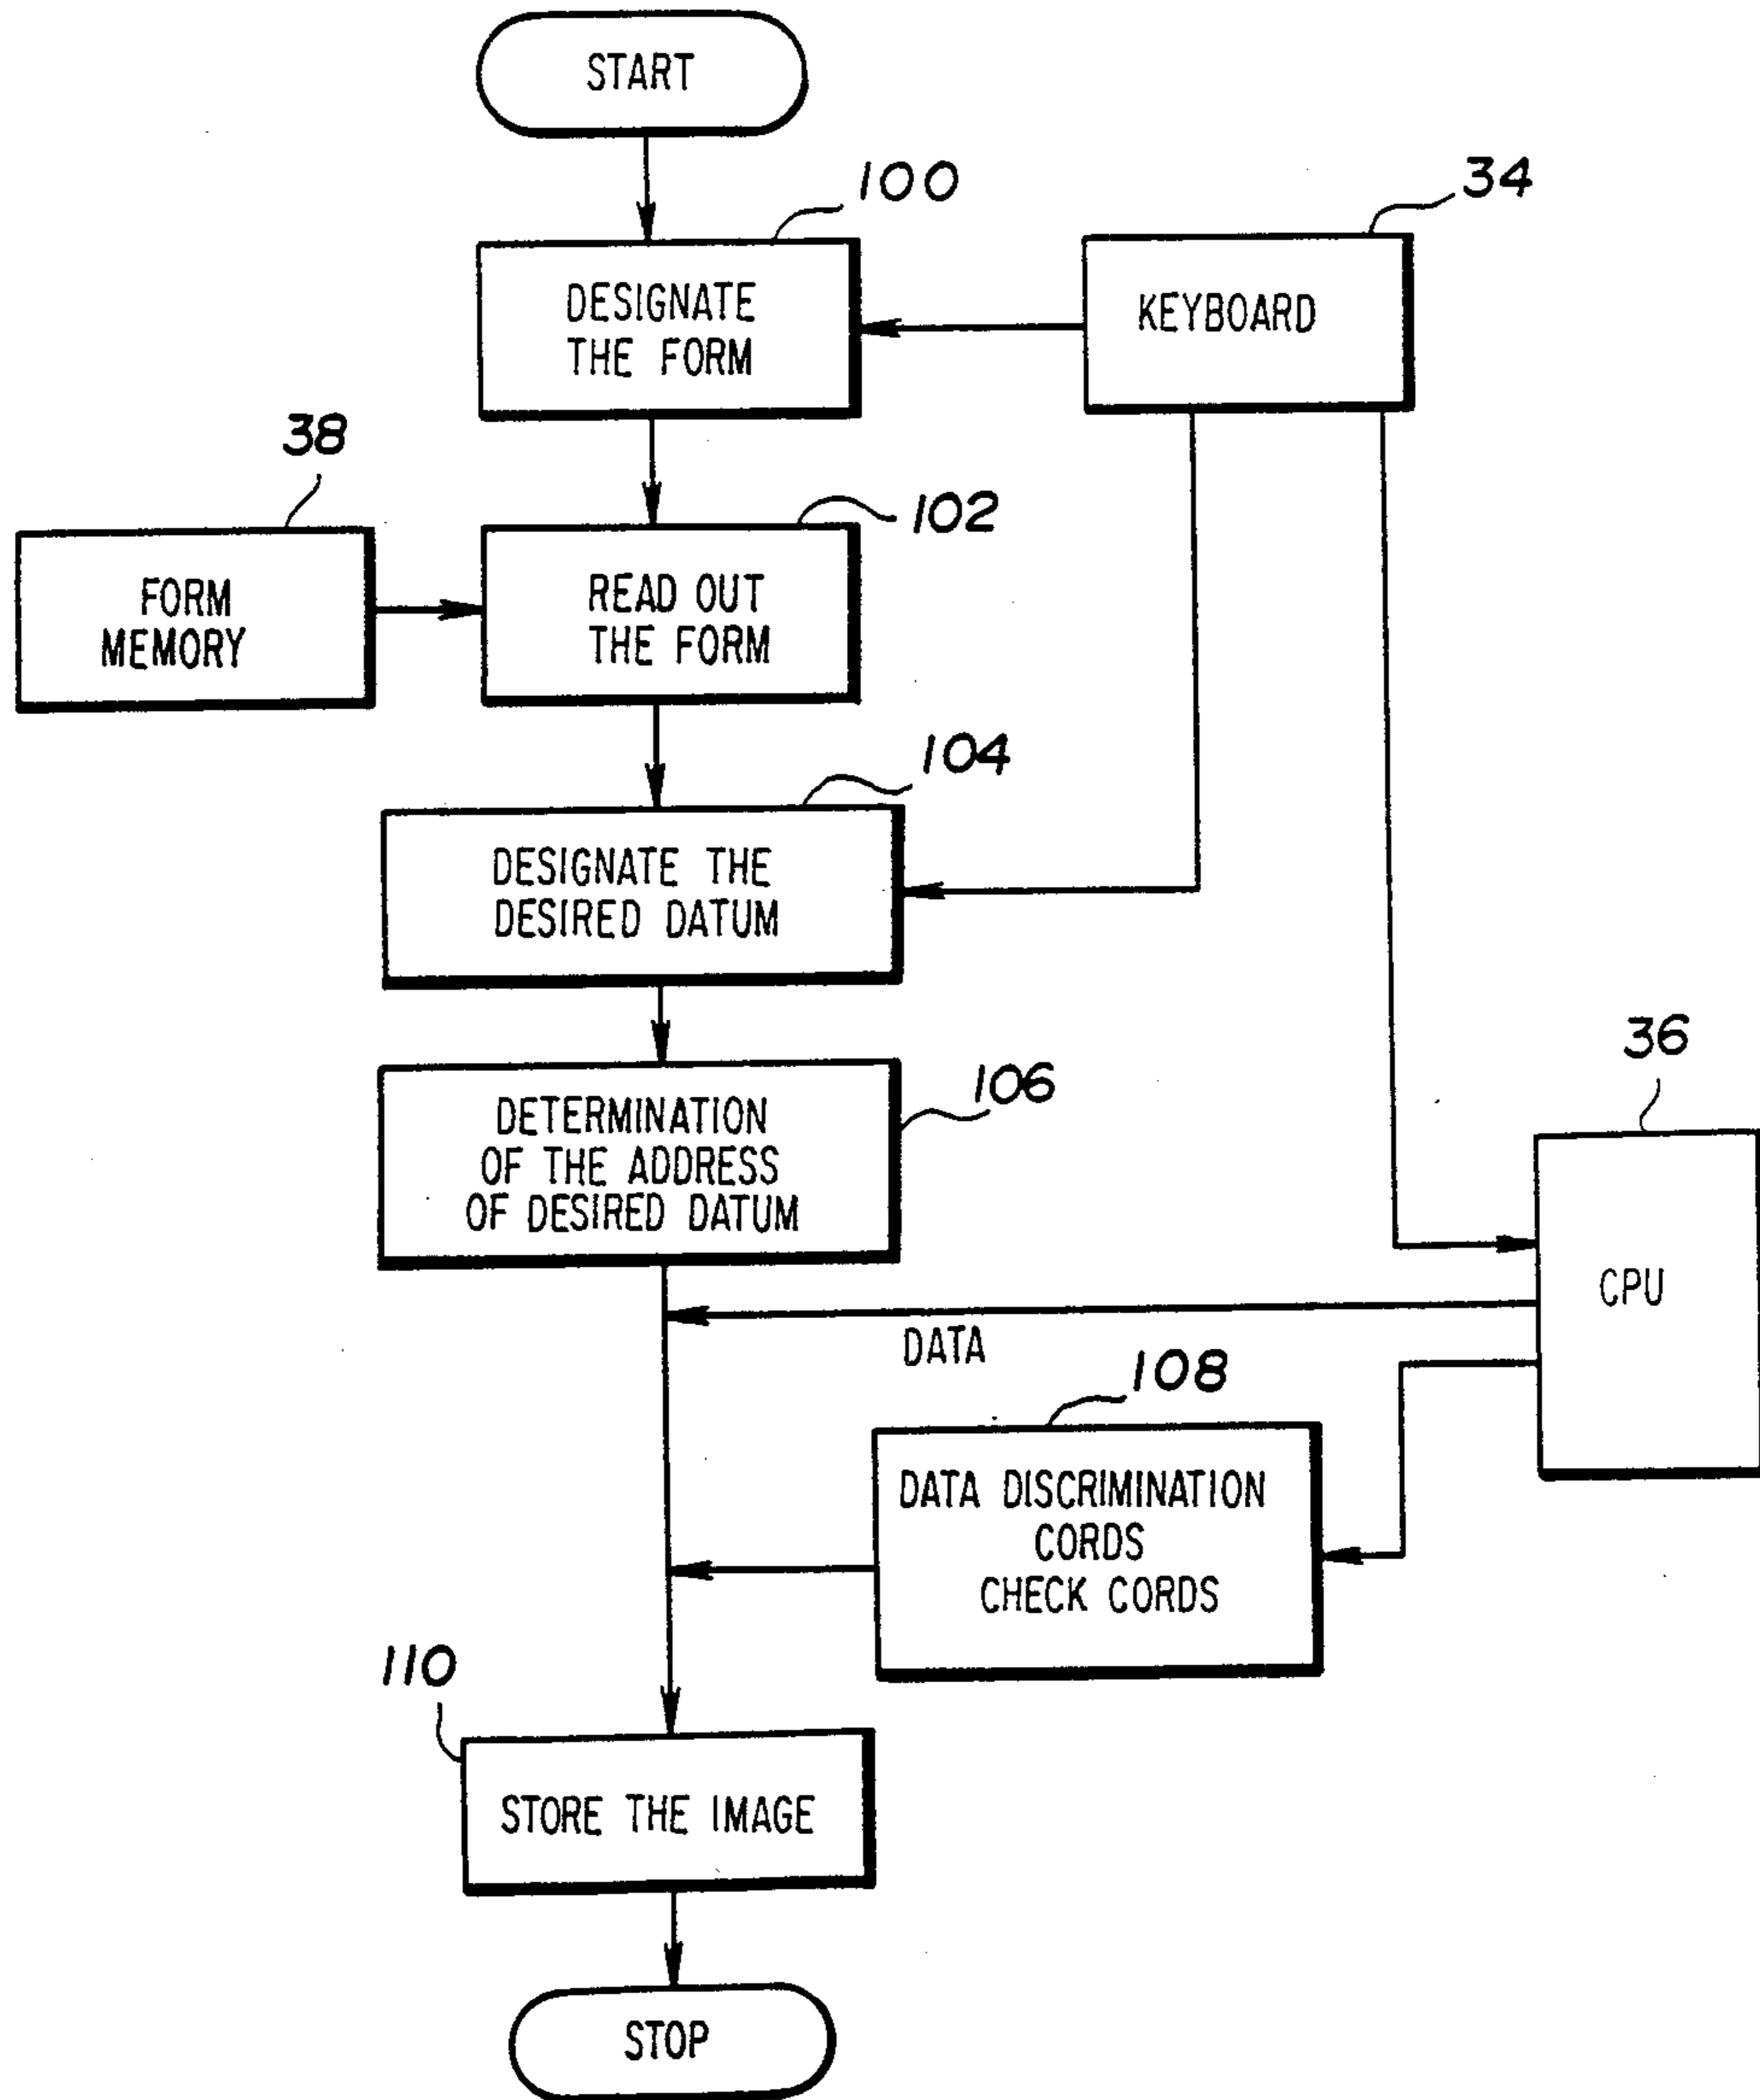 START
100
34
DESIGNATE
THE FORM
KEYBOARD
38
102
FORM
MEMORY
READ OUT
THE FORM
104
DESIGNATE THE
DESIRED DATUM
106
36
DETERMINATION
OF THE ADDRESS
OF DESIRED DATUM
CPU
DATA
108
DATA DISCRIMINATION
CORDS
CHECK CORDS
110
STORE THE IMAGE
STOP